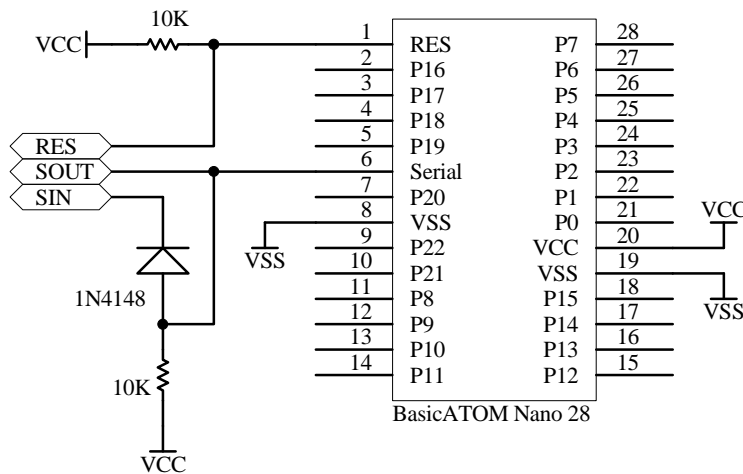 10K
VCC
1 RES P7 28
2 P16 P6 27
3 P17 P5 26
4 P18 P4 25
RES
5 P19 P3 24
SOUT
6 Serial P2 23
SIN
7 P20 P1 22
8 VSS P0 21
VCC
9 P22 VCC 20
VSS
10 P21 VSS 19
1N4148
11 P8 P15 18
VSS
12 P9 P14 17
13 P10 P13 16
14 P11 P12 15
10K
BasicATOM Nano 28
VCC